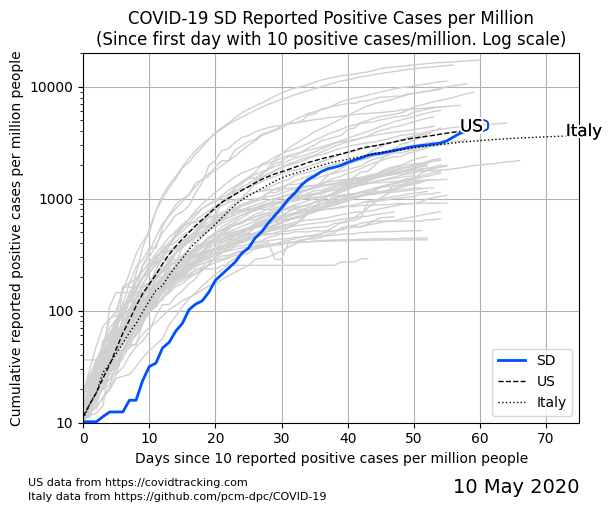 COVID-19 SD Reported Positive Cases per Million
(Since first day with 10 positive cases/million. Log scale)
Cumulative reported positive cases per million people
10000
1000
100
10
US
Italy
SD
US
Italy
0 10 20 30 40 50 60 70
Days since 10 reported positive cases per million people
US data from https://covidtracking.com
Italy data from https://github.com/pcm-dpc/COVID-19
10 May 2020